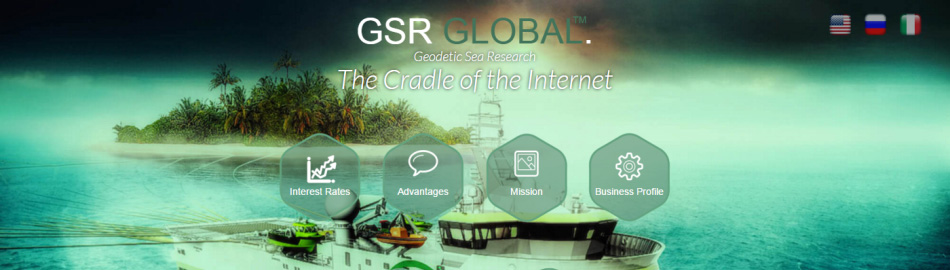 GSR GLOBAL™.
Geodetic Sea Research
The Cradle of the Internet
Interest Rates
Advantages
Mission
Business Profile